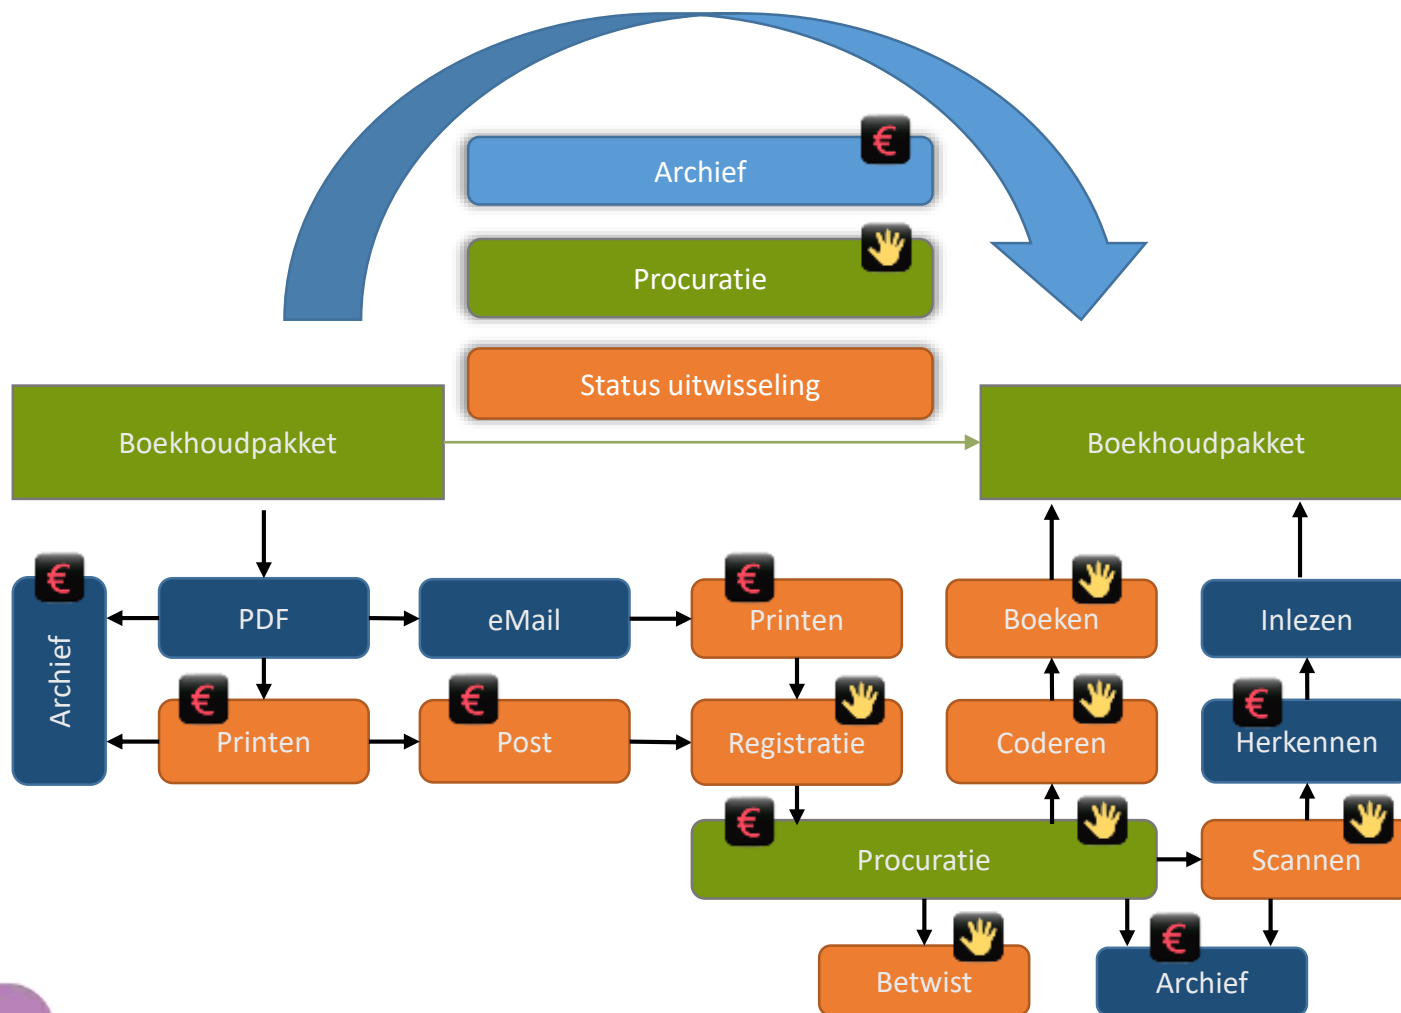 €
Archief
Procuratie
Status uitwisseling
Boekhoudpakket
Boekhoudpakket
€
Archief
PDF
eMail
€
Printen
Boeken
Inlezen
€
Printen
€
Post
Registratie
Coderen
€
Herkennen
€
Procuratie
Scannen
Betwist
€
Archief